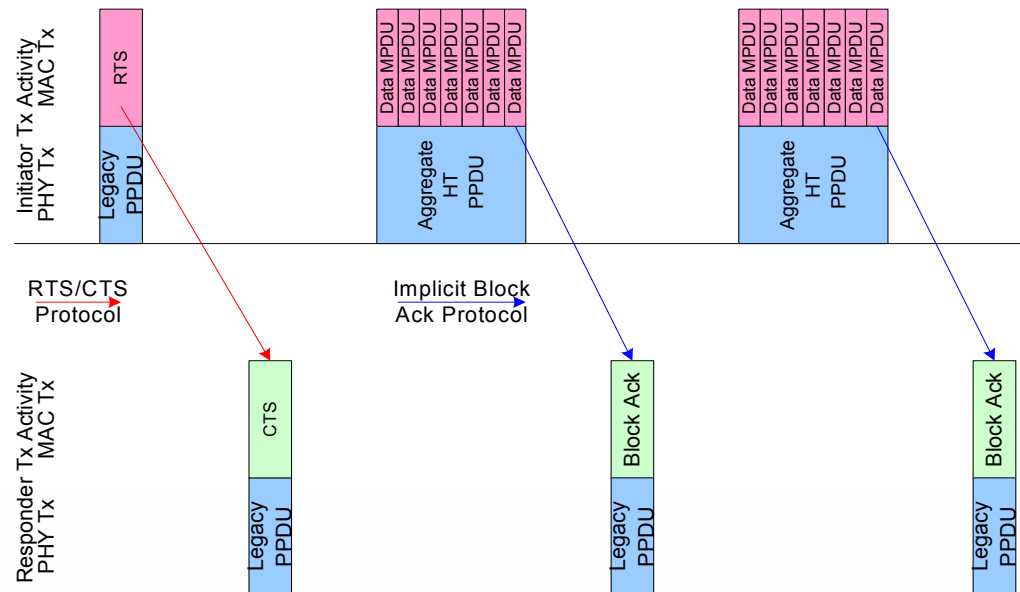 Initiator Tx Activity
MAC Tx
PHY Tx
RTS
Legacy
PPDU
Data MPDU
Data MPDU
Data MPDU
Data MPDU
Data MPDU
Data MPDU
Data MPDU
Aggregate
HT
PPDU
Data MPDU
Data MPDU
Data MPDU
Data MPDU
Data MPDU
Data MPDU
Data MPDU
Aggregate
HT
PPDU
RTS/CTS
Protocol
Implicit Block
Ack Protocol
Responder Tx Activity
MAC Tx
PHY Tx
CTS
Legacy
PPDU
Block Ack
Legacy
PPDU
Block Ack
Legacy
PPDU